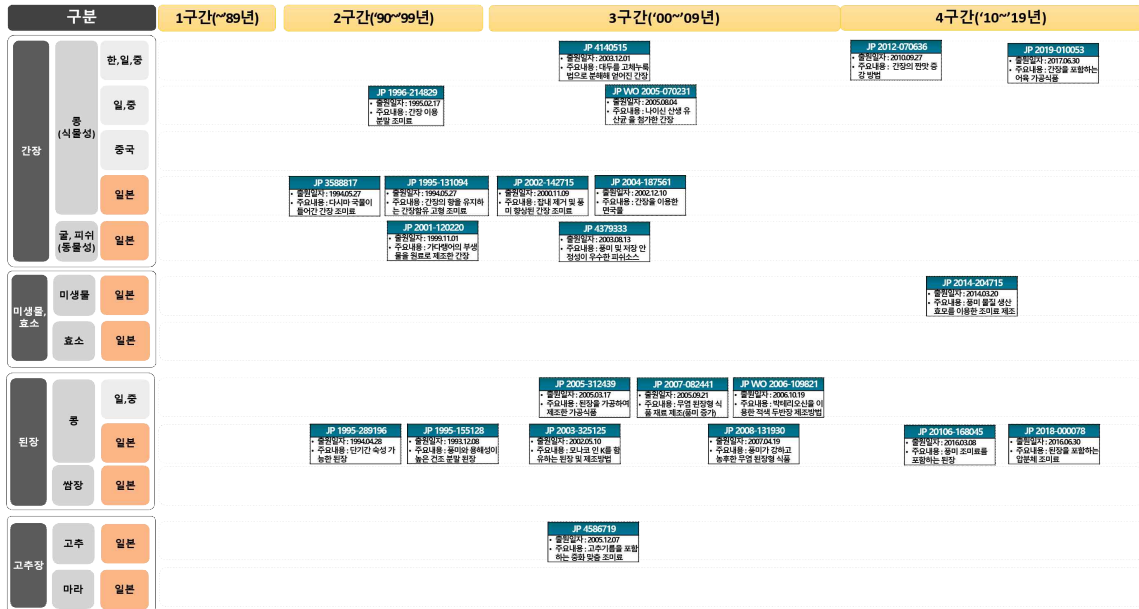 구분
1구간(~'89년)
2구간('90~'99년)
3구간('00~'09년)
4구간('10~'19년)
간장
콩
(식물성)
한,일,중
JP 4140515
• 출원일자 : 2003.12.01
• 주요내용 : 대두를 고체누룩
법으로 분해해 얻어진 간장
JP 2012-070636
• 출원일자 : 2010.09.27
• 주요내용 : 간장의 짠맛 증
강 방법
JP 2019-010053
• 출원일자 : 2017.06.30
• 주요내용 : 간장을 포함하는
어육 가공식품
일,중
JP 1996-214829
• 출원일자 : 1995.02.17
• 주요내용 : 간장 이용
분말 조미료
JP WO 2005-070231
• 출원일자 : 2005.08.04
• 주요내용 : 나이신 산생 유
산균 을 첨가한 간장
중국
일본
JP 3588817
• 출원일자 : 1994.05.27
• 주요내용 : 다시마 국물이
들어간 간장 조미료
JP 1995-131094
• 출원일자 : 1994.05.27
• 주요내용 : 간장의 향을 유지하
는 간장함유 고형 조미료
JP 2002-142715
• 출원일자 : 2000.11.09
• 주요내용 : 잡내 제거 및 풍
미 향상된 간장 조미료
JP 2004-187561
• 출원일자 : 2002.12.10
• 주요내용 : 간장을 이용한
면국물
굴, 피쉬
(동물성)
일본
JP 2001-120220
• 출원일자 : 1999.11.01
• 주요내용 : 가다랭어의 부생
물을 원료로 제조한 간장
JP 4379333
• 출원일자 : 2003.08.13
• 주요내용 : 풍미 및 저장 안
정성이 우수한 피쉬소스
미생물,
효소
미생물
일본
JP 2014-204715
• 출원일자 : 2014.03.20
• 주요내용 : 풍미 물질 생산
효모를 이용한 조미료 제조
효소
일본
된장
콩
일,중
JP 2005-312439
• 출원일자 : 2005.03.17
• 주요내용 : 된장을 가공하여
제조한 가공식품
JP 2007-082441
• 출원일자 : 2005.09.21
• 주요내용 : 무염 된장형 식
품 재료 제조(풍미 증가)
JP WO 2006-109821
• 출원일자 : 2006.10.19
• 주요내용 : 박테리오신을 이
용한 적색 두반장 제조방법
일본
JP 1995-289196
• 출원일자 : 1994.04.28
• 주요내용 : 단기간 숙성 가
능한 된장
JP 1995-155128
• 출원일자 : 1993.12.08
• 주요내용 : 풍미와 용해성이
높은 건조 분말 된장
JP 2003-325125
• 출원일자 : 2002.05.10
• 주요내용 : 모나코 인 K를 함
유하는 된장 및 제조방법
JP 2008-131930
• 출원일자 : 2007.04.19
• 주요내용 : 풍미가 강하고
농후한 무염 된장형 식품
JP 20106-168045
• 출원일자 : 2016.03.08
• 주요내용 : 풍미 조미료를
포함하는 된장
JP 2018-000078
• 출원일자 : 2016.06.30
• 주요내용 : 된장을 포함하는
압분체 조미료
쌈장
일본
고추장
고추
일본
JP 4586719
• 출원일자 : 2005.12.07
• 주요내용 : 고추기름을 포함
하는 중화 맞춤 조미료
마라
일본